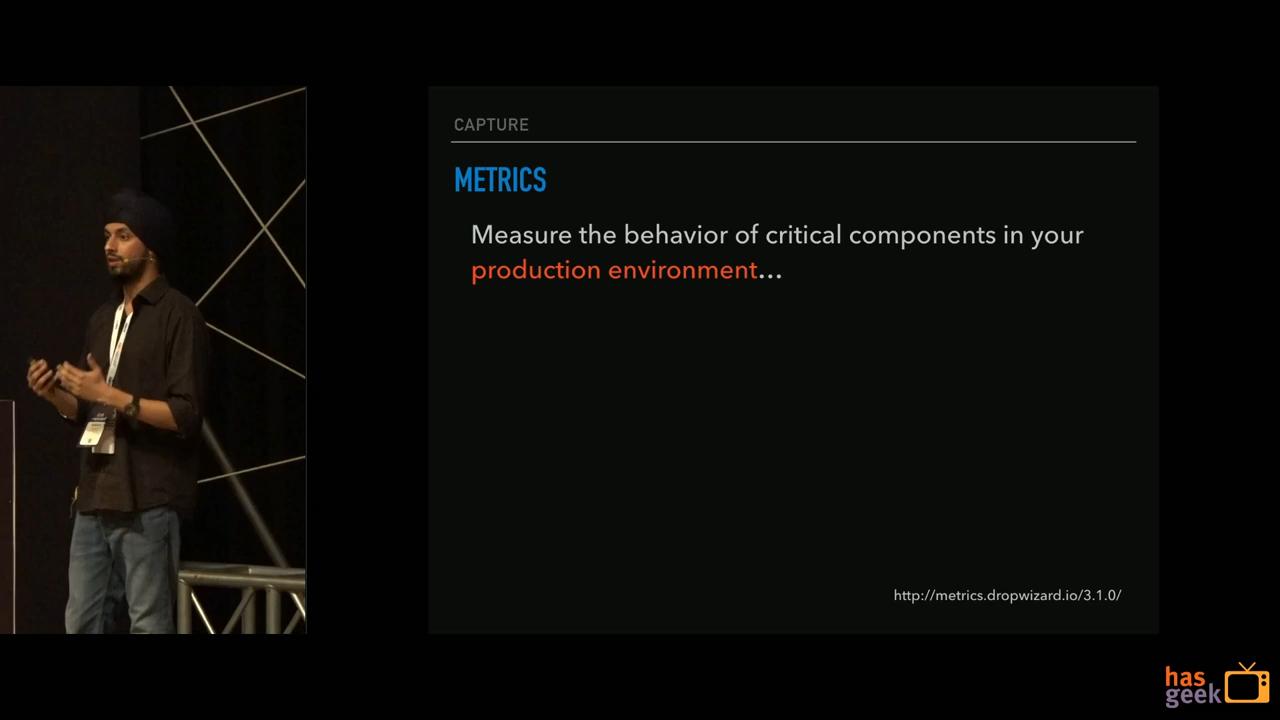 CAPTURE
METRICS
Measure the behavior of critical components in your
production environment...
http://metrics.dropwizard.io/3.1.0/
has
geek